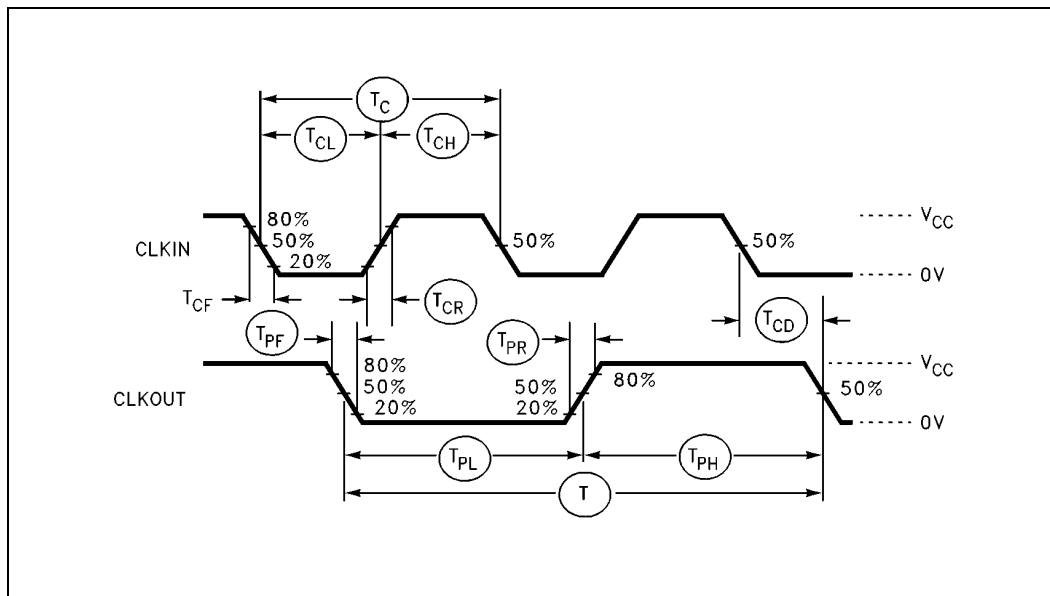 T_C
T_CL T_CH
80%
50%
20%
50%
50%
V_CC
0V
CLKIN
T_CF
T_CR
T_CD
T_PF
T_PR
80%
50%
20%
50%
20%
80%
50%
V_CC
0V
CLKOUT
T_PL
T_PH
T